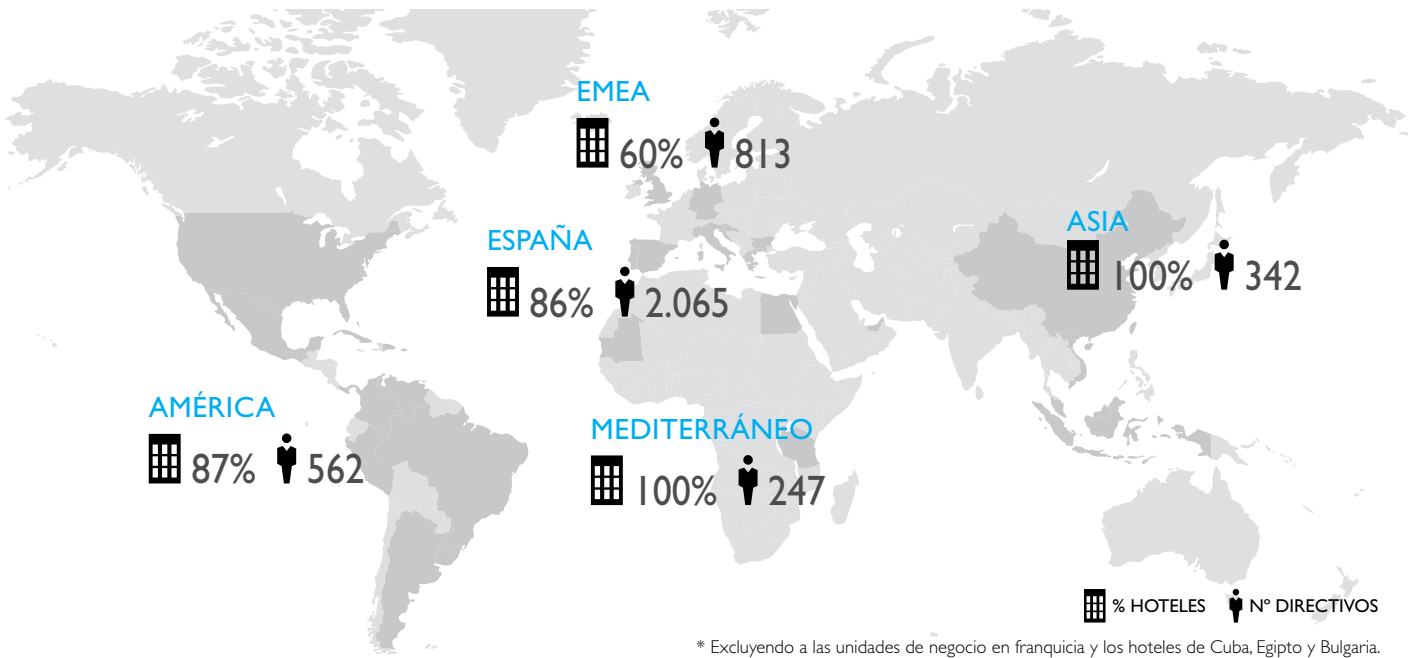 EMEA
60% 813
ESPAÑA
86% 2.065
ASIA
100% 342
AMÉRICA
87% 562
MEDITERRÁNEO
100% 247
% HOTELES Nº DIRECTIVOS
* Excluyendo a las unidades de negocio en franquicia y los hoteles de Cuba, Egipto y Bulgaria.